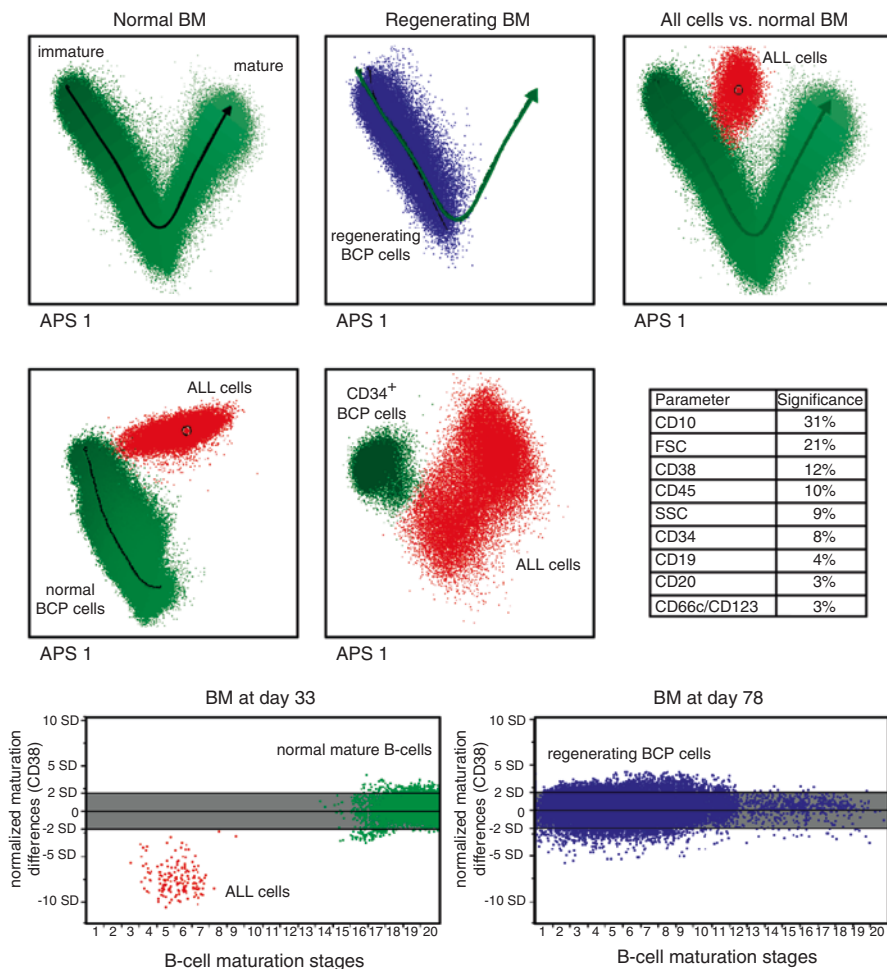 Normal BM
Regenerating BM
All cells vs. normal BM
immature
mature
APS 1
regenerating
BCP cells
APS 1
ALL cells
APS 1
ALL cells
normal
BCP cells
APS 1
CD34+
BCP cells
ALL cells
APS 1
Parameter Significance
CD10 31%
FSC 21%
CD38 12%
CD45 10%
SSC 9%
CD34 8%
CD19 4%
CD20 3%
CD66c/CD123 3%
BM at day 33
normalized maturation
differences (CD38)
10 SD
5 SD
2 SD
0
-2 SD
-5 SD
-10 SD
normal mature B-cells
ALL cells
1 2 3 4 5 6 7 8 9 10 11 12 13 14 15 16 17 18 19 20
B-cell maturation stages
BM at day 78
normalized maturation
differences (CD38)
10 SD
5 SD
2 SD
0
-2 SD
-5 SD
-10 SD
regenerating BCP cells
1 2 3 4 5 6 7 8 9 10 11 12 13 14 15 16 17 18 19 20
B-cell maturation stages